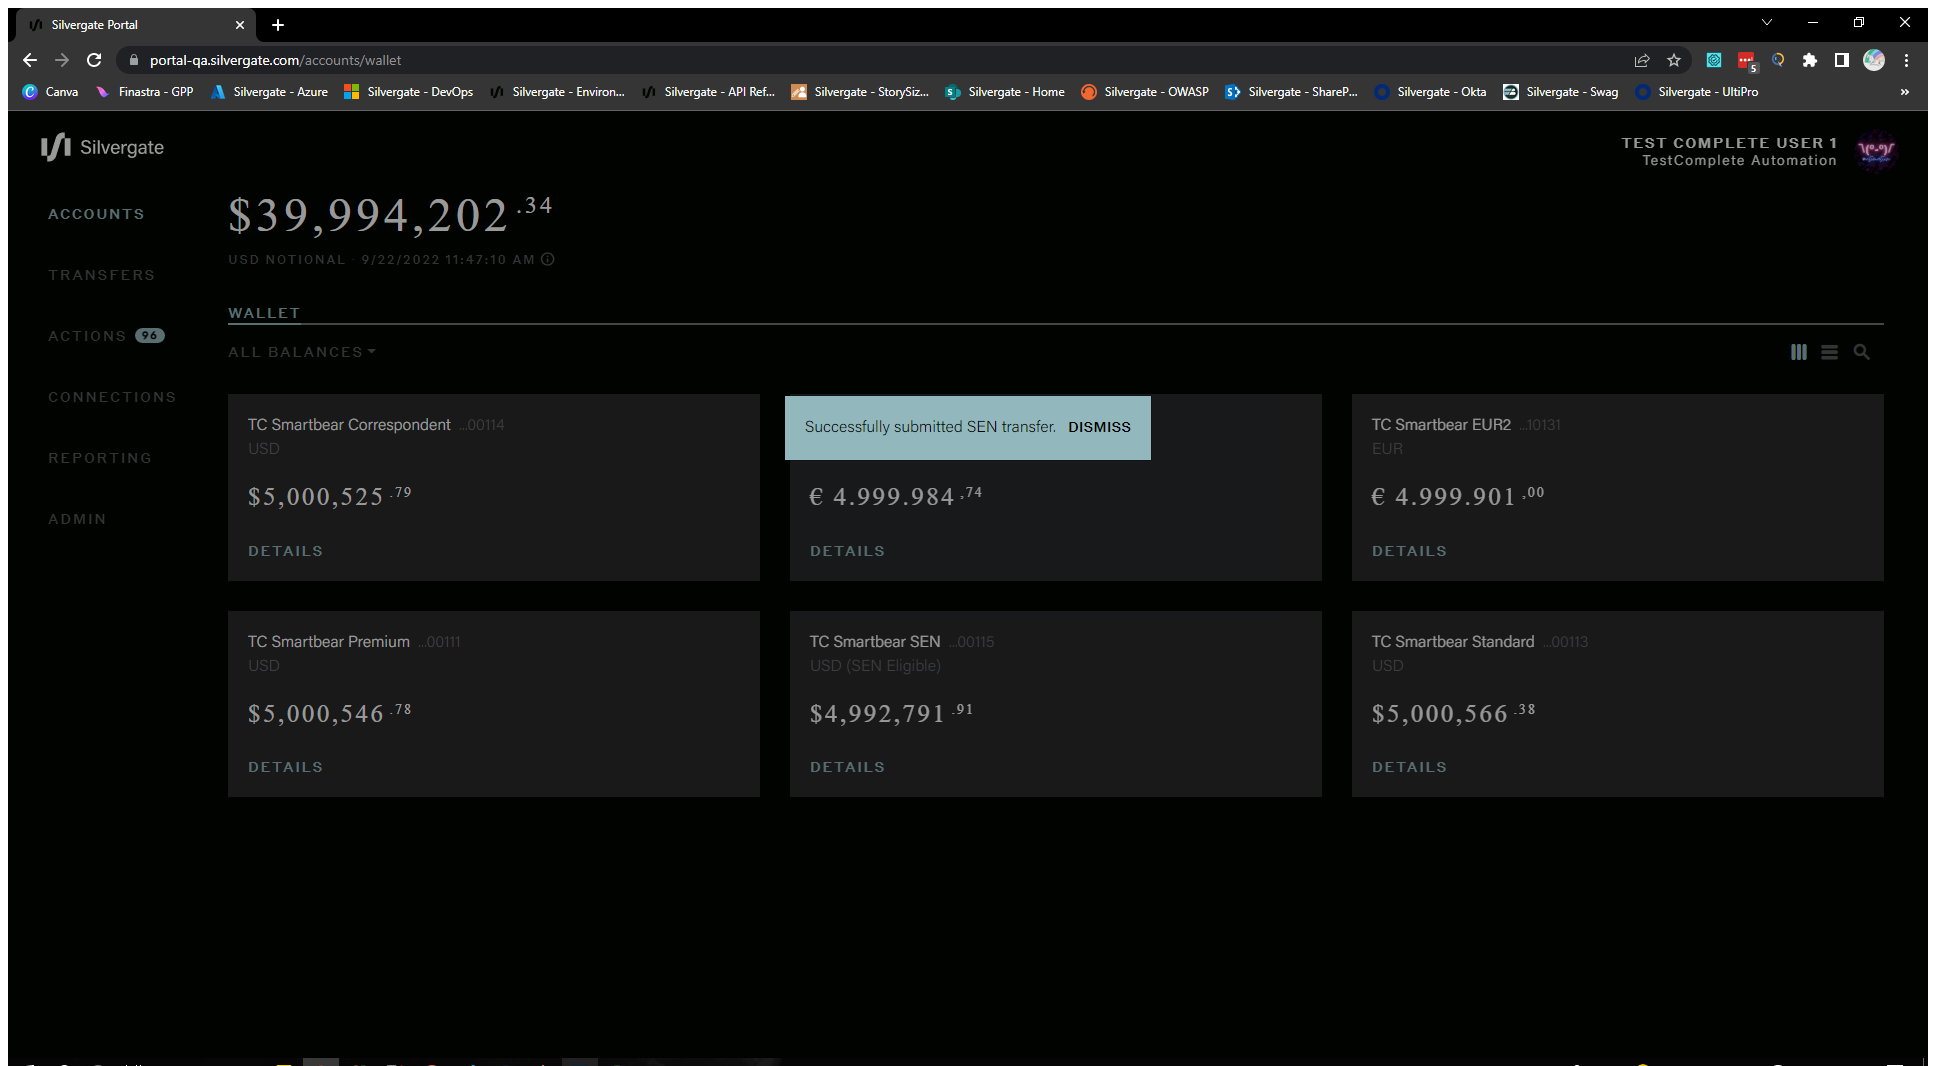 Silvergate Portal
portal-qa.silvergate.com/accounts/wallet
5
Canva Finastra - GPP Silvergate - Azure Silvergate - DevOps Silvergate - Environ... Silvergate - API Ref... Silvergate - StorySiz... Silvergate - Home Silvergate - OWASP Silvergate - ShareP... Silvergate - Okta Silvergate - Swag Silvergate - UltiPro
Silvergate
TEST COMPLETE USER 1
TestComplete Automation
ACCOUNTS
TRANSFERS
ACTIONS 96
CONNECTIONS
REPORTING
ADMIN
$39,994,202.34
USD NOTIONAL · 9/22/2022 11:47:10 AM
WALLET
ALL BALANCES
TC Smartbear Correspondent ...00114
USD
$5,000,525.79
DETAILS
Successfully submitted SEN transfer. DISMISS
€ 4.999.984,74
DETAILS
TC Smartbear EUR2 ...10131
EUR
€ 4.999.901,00
DETAILS
TC Smartbear Premium ...00111
USD
$5,000,546.78
DETAILS
TC Smartbear SEN ...00115
USD (SEN Eligible)
$4,992,791.91
DETAILS
TC Smartbear Standard ...00113
USD
$5,000,566.38
DETAILS